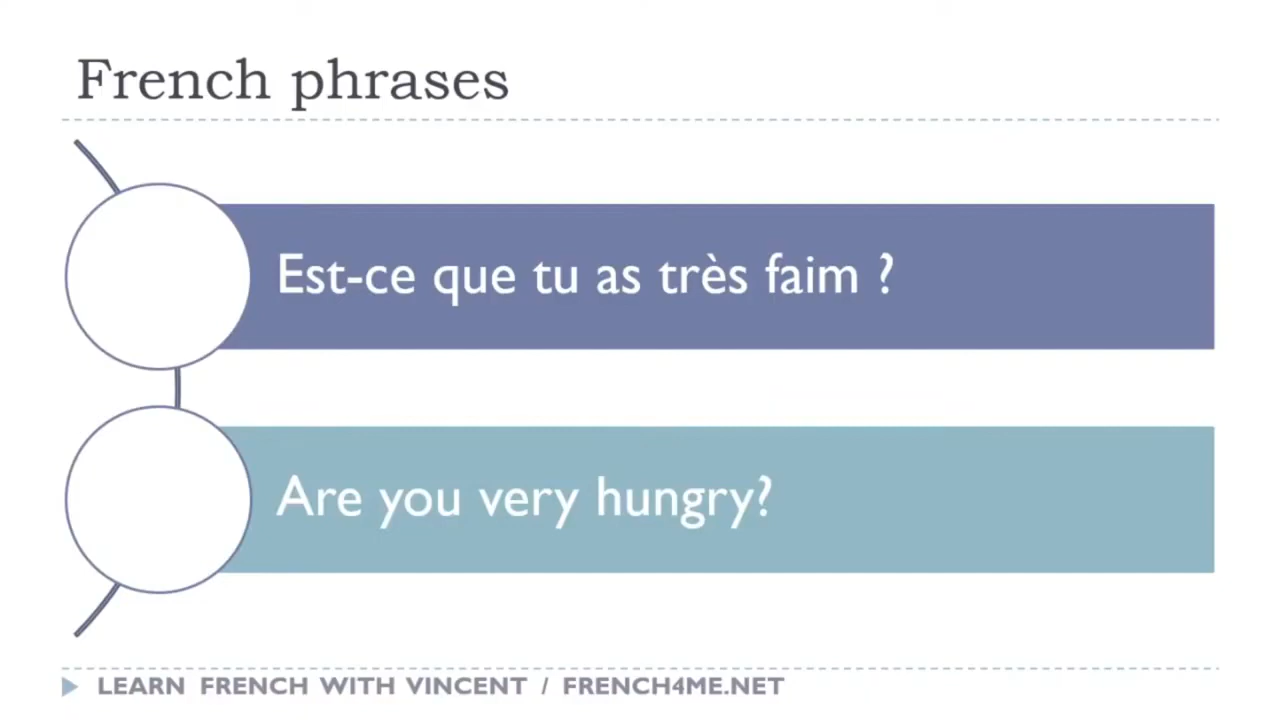 French phrases
Est-ce que tu as très faim ?
Are you very hungry?
LEARN FRENCH WITH VINCENT / FRENCH4ME.NET